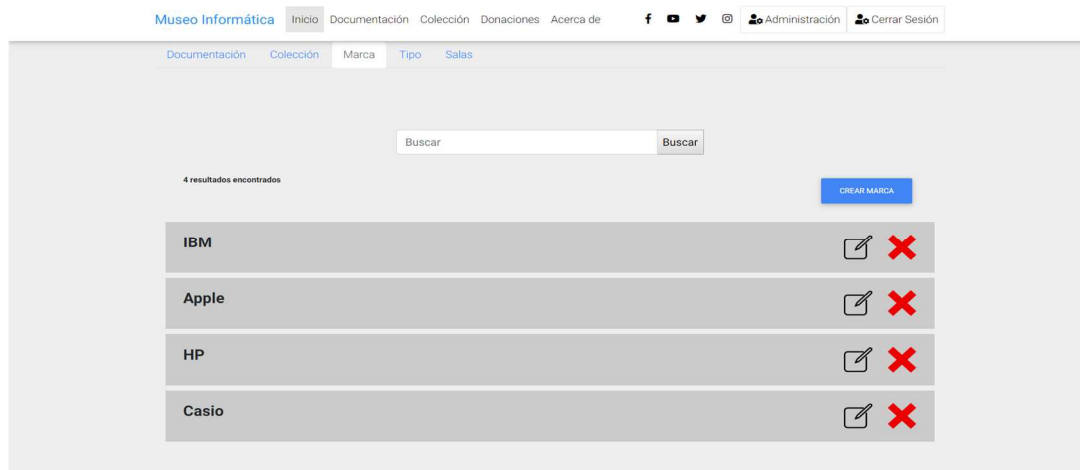 Museo Informática Inicio Documentación Colección Donaciones Acerca de Administración Cerrar Sesión
Documentación Colección Marca Tipo Salas
Buscar Buscar
4 resultados encontrados
CREAR MARCA
IBM
Apple
HP
Casio